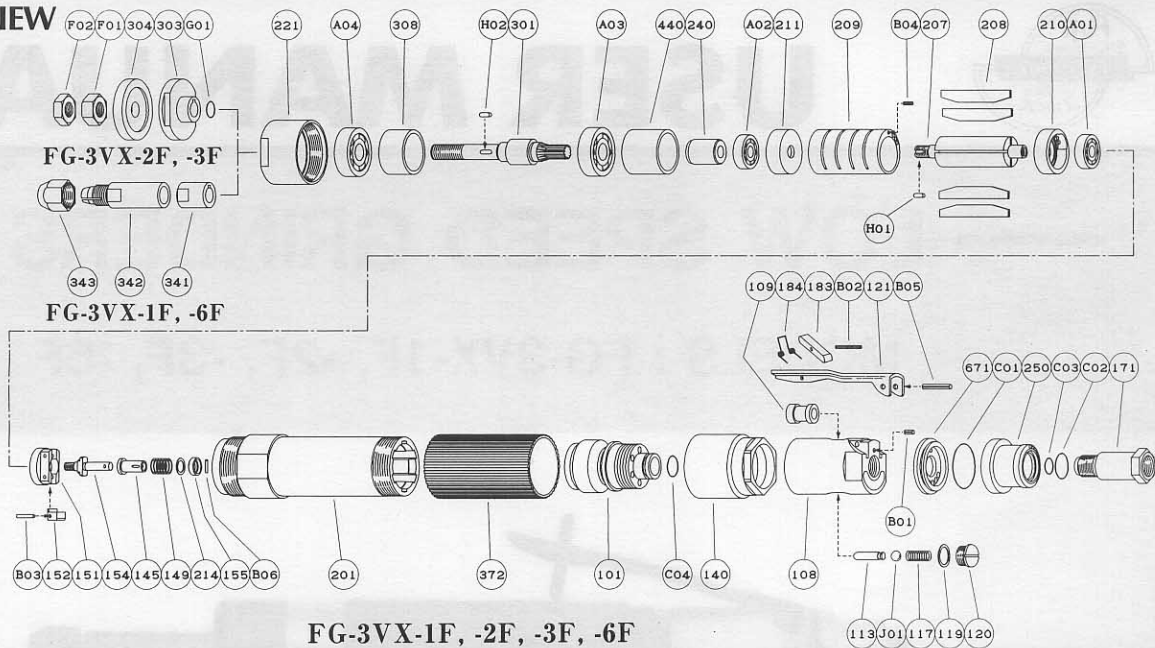 NEW
F02 F01 304 303 G01 221 A04 308 H02 301 A03 440 240 A02 211 209 B04 207 208 210 A01
FG-3VX-2F, -3F
H01
343 342 341
FG-3VX-1F, -6F
109 184 183 B02 121 B05
671 C01 250 C03 C02 171
B01
B03 152 151 154 145 149 214 155 B06 201 372 101 C04 140 108
113 J01 117 119 120
FG-3VX-1F, -2F, -3F, -6F
USER MANUA